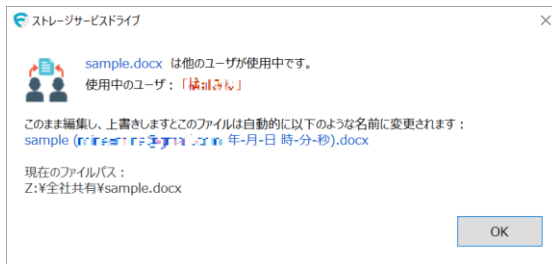 ストレージサービスドライブ
sample.docx は他のユーザが使用中です。
使用中のユーザ：「」
このまま編集し、上書きしますとこのファイルは自動的に以下のような名前に変更されます：
sample ( 年-月-日 時-分-秒).docx
現在のファイルパス：
Z:¥全社共有¥sample.docx
OK